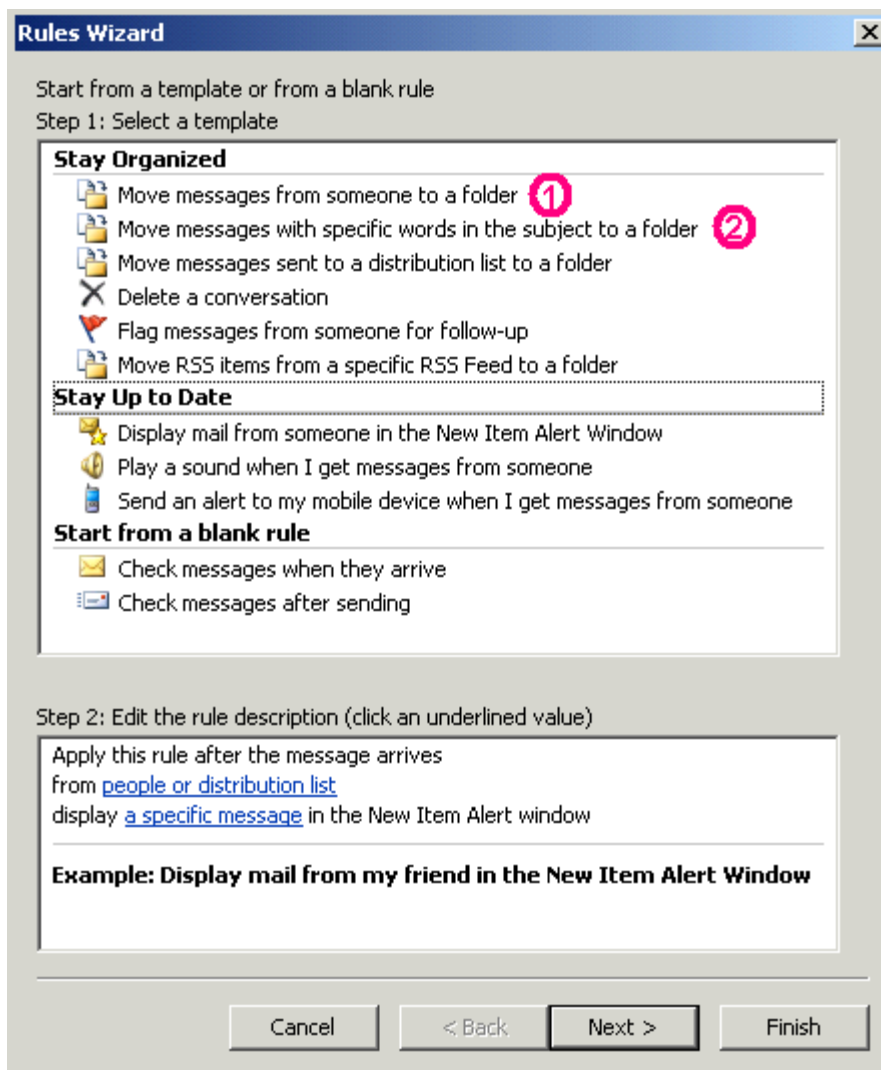 Rules Wizard
Start from a template or from a blank rule
Step 1: Select a template
Stay Organized
Move messages from someone to a folder 1
Move messages with specific words in the subject to a folder 2
Move messages sent to a distribution list to a folder
Delete a conversation
Flag messages from someone for follow-up
Move RSS items from a specific RSS Feed to a folder
Stay Up to Date
Display mail from someone in the New Item Alert Window
Play a sound when I get messages from someone
Send an alert to my mobile device when I get messages from someone
Start from a blank rule
Check messages when they arrive
Check messages after sending
Step 2: Edit the rule description (click an underlined value)
Apply this rule after the message arrives
from people or distribution list
display a specific message in the New Item Alert window
Example: Display mail from my friend in the New Item Alert Window
Cancel < Back Next > Finish